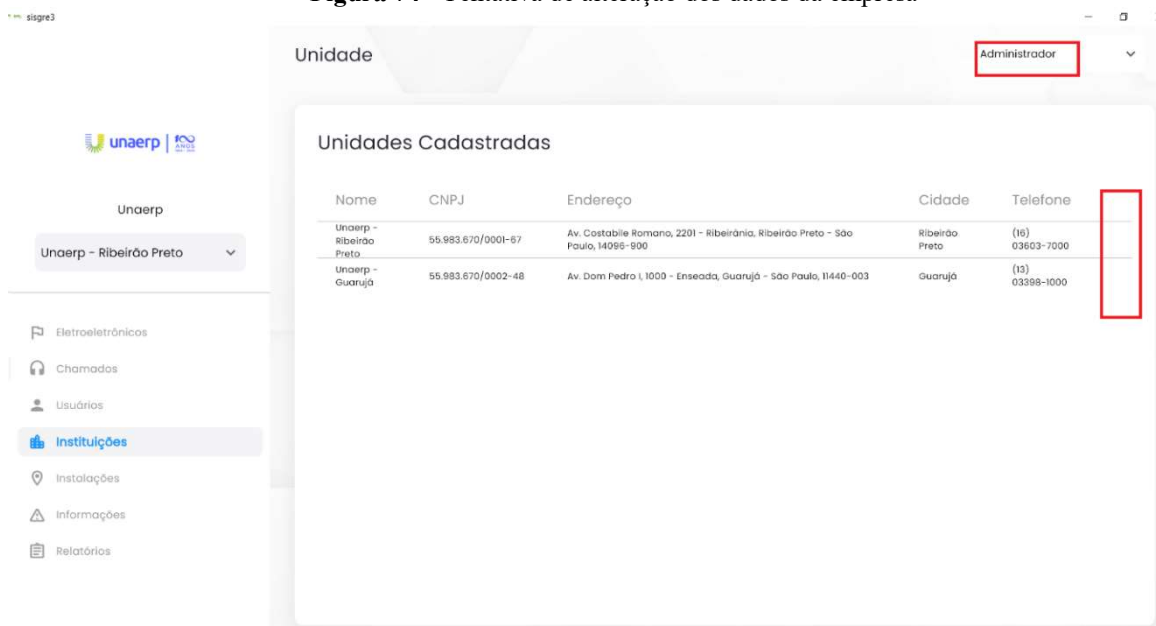 sisgre3
Unidade
Administrador
unaerp | 100
ANOS
Unaerp
Unaerp - Ribeirão Preto
Eletroeletrônicos
Chamados
Usuários
Instituições
Instalações
Informações
Relatórios
Unidades Cadastradas
Nome CNPJ Endereço Cidade Telefone
Unaerp -
Ribeirão
Preto
55.983.670/0001-67
Av. Costabile Romano, 2201 - Ribeirânia, Ribeirão Preto - São
Paulo, 14096-900
Ribeirão
Preto
(16)
03603-7000
Unaerp -
Guarujá
55.983.670/0002-48
Av. Dom Pedro I, 1000 - Enseada, Guarujá - São Paulo, 11440-003
Guarujá
(13)
03398-1000